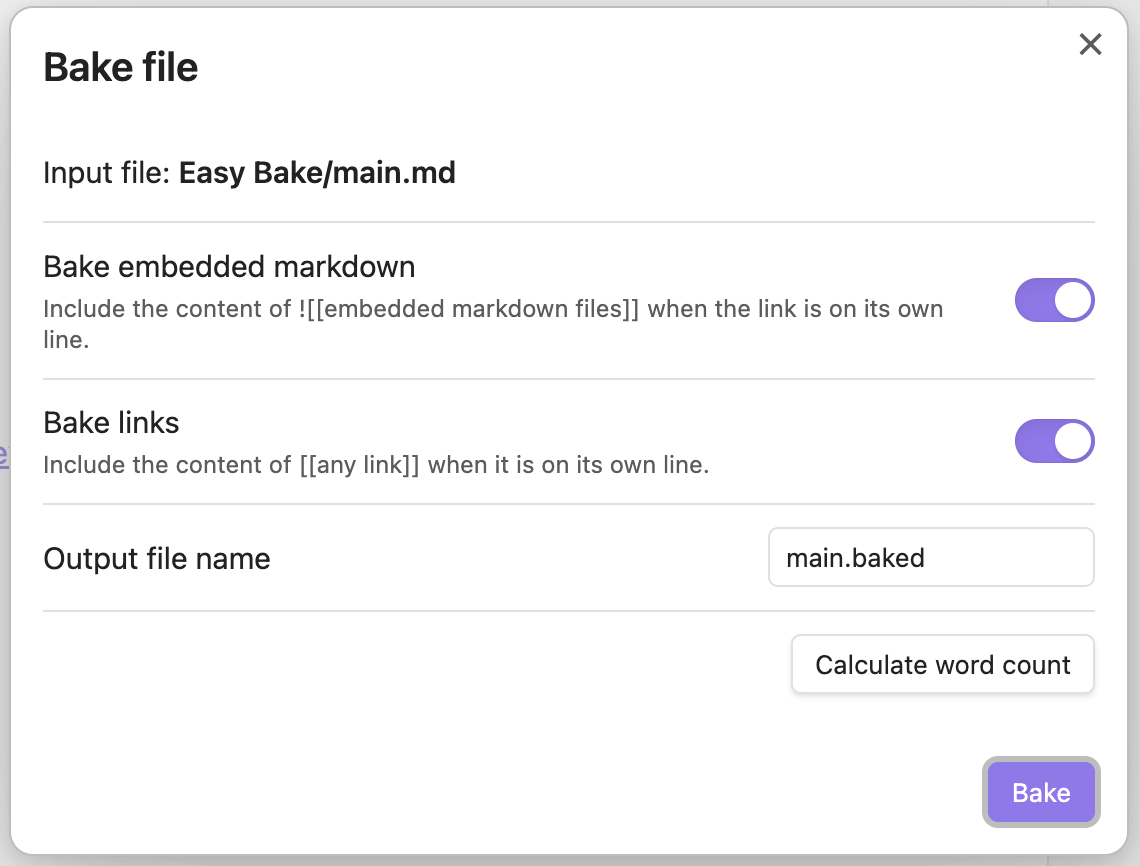 Bake file
Input file: Easy Bake/main.md
Bake embedded markdown
Include the content of ![[embedded markdown files]] when the link is on its own
line.
Bake links
Include the content of [[any link]] when it is on its own line.
Output file name
main.baked
Calculate word count
Bake